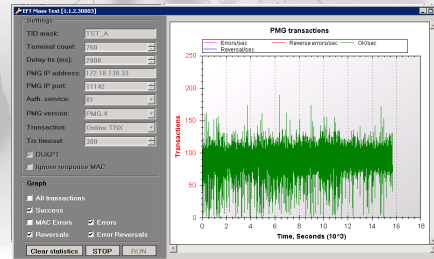 EFT Mass Test [1.1.2.30803]
Settings
TID mask: TST_A
Terminal count: 750
Delay trx (ms): 2000
PMG IP address: 172.18.138.33
PMG IP port: 11142
Auth. service: 81
PMG version: PMG 4
Transaction: Online TRX
Trx timeout: 300
DUKPT
Ignore response MAC
Graph
All transactions
Success
MAC Errors Errors
Reversals Error Reversals
Clear statistics STOP RUN
PMG transactions
Errors/sec Reverse errors/sec OK/sec
Reversal/sec
Transactions
250
200
150
100
50
0
0 2 4 6 8 10 12 14 16 18
Time, Seconds (10^3)